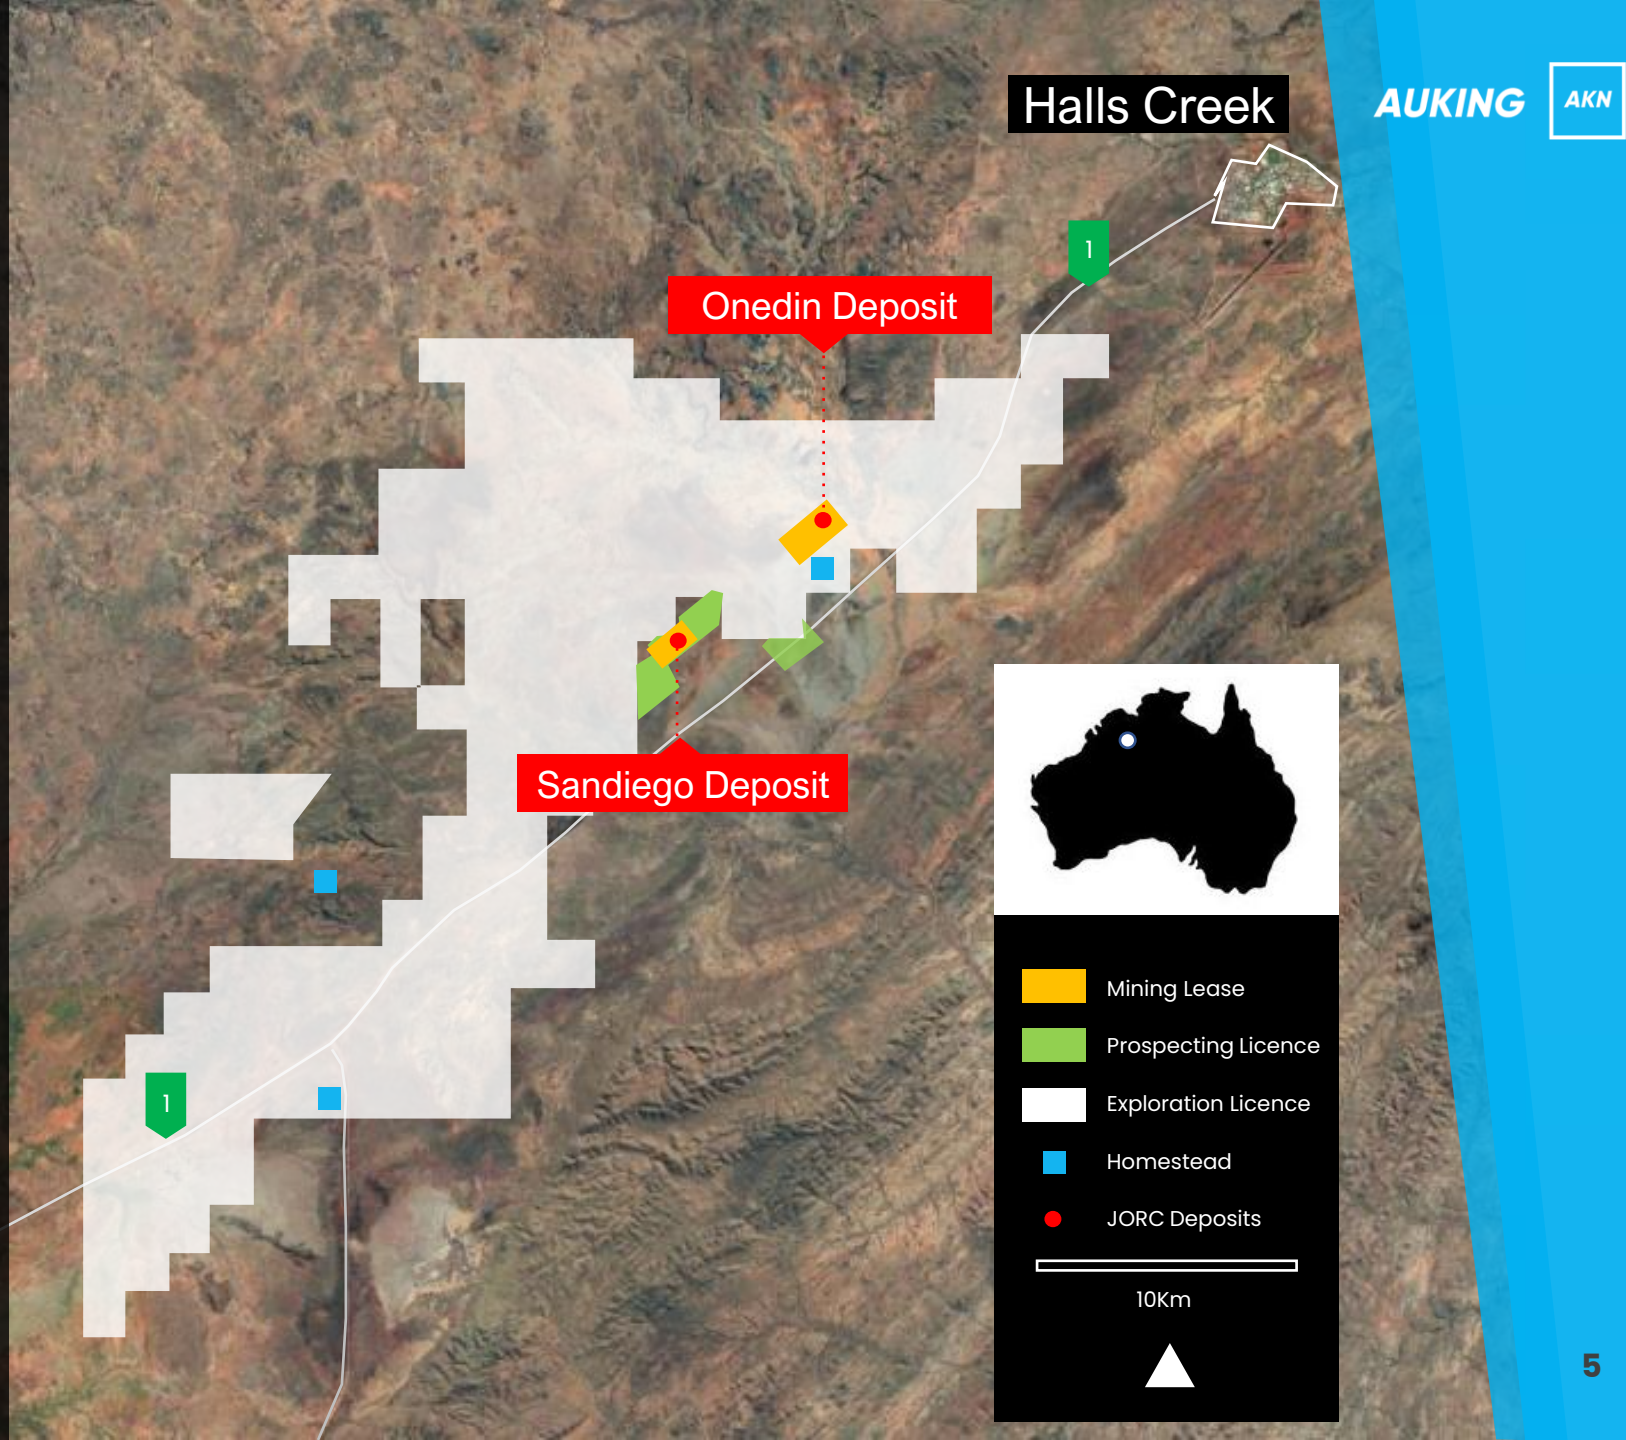 Halls Creek
AUKING
AKN
1
Onedin Deposit
Sandiego Deposit
1
Mining Lease
Prospecting Licence
Exploration Licence
Homestead
JORC Deposits
10Km
5